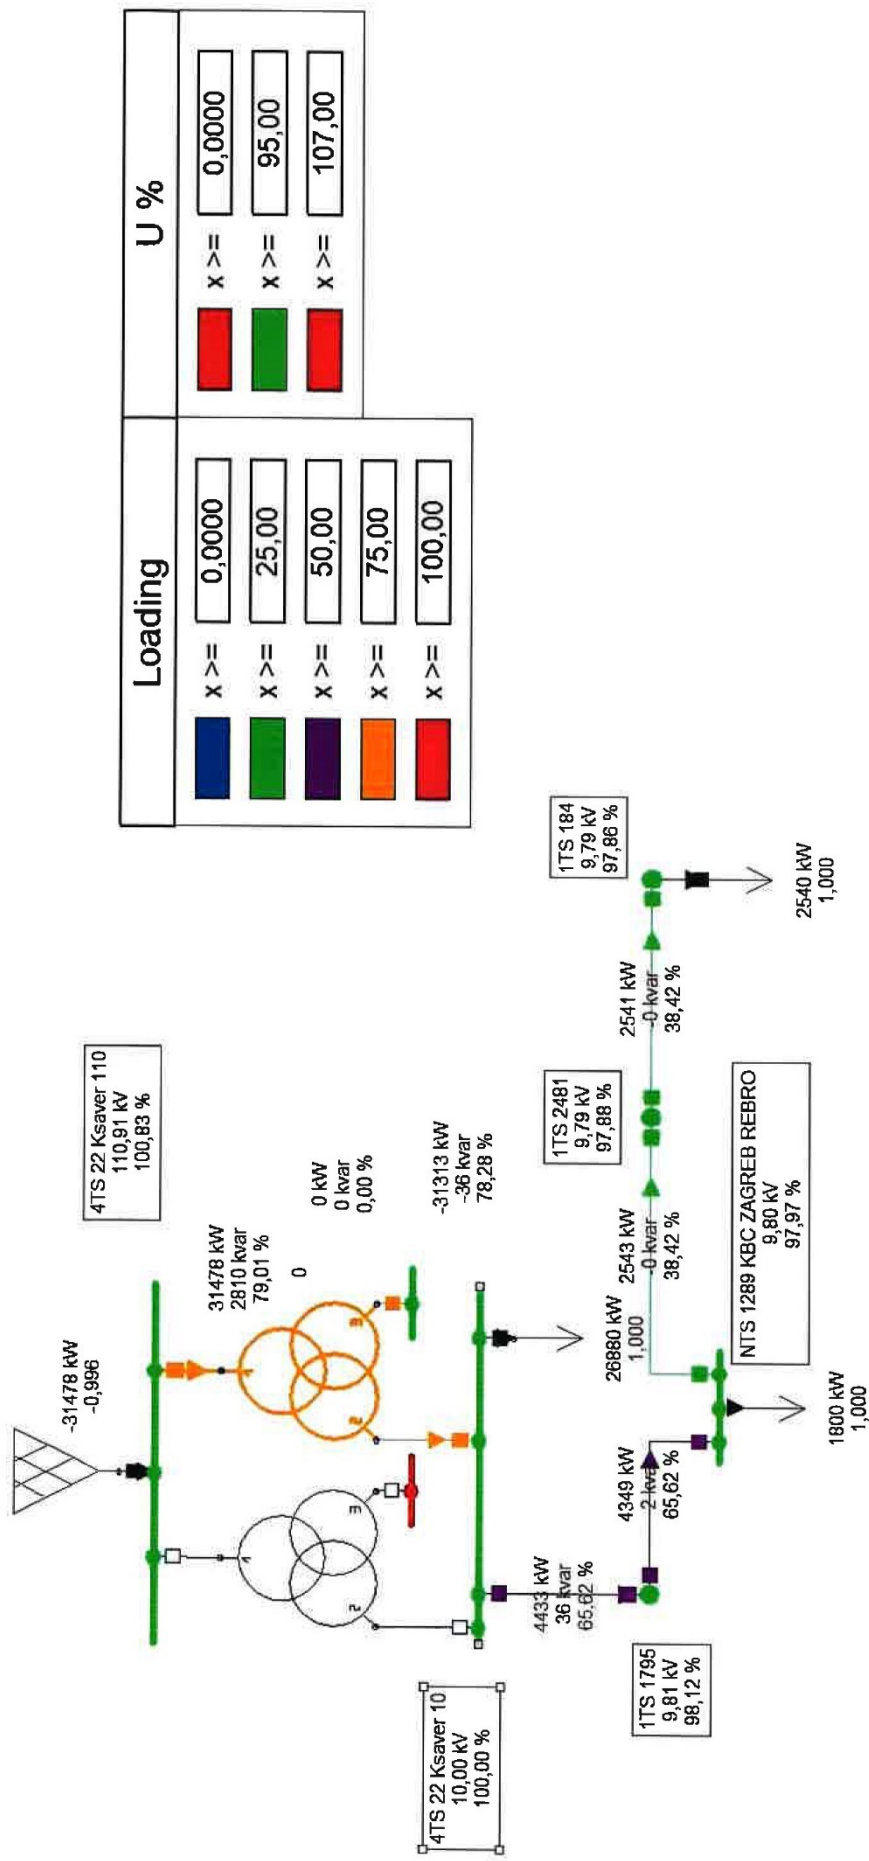 Loading
x >= 0,0000
x >= 25,00
x >= 50,00
x >= 75,00
x >= 100,00
U %
x >= 0,0000
x >= 95,00
x >= 107,00
-31478 kW
-0,996
4TS 22 Ksaver 110
110,91 kV
100,83 %
31478 kW
2810 kvar
79,01 %
0
0 kW
0 kvar
0,00 %
1
2
3
1
2
3
-31313 kW
-36 kvar
78,28 %
4TS 22 Ksaver 10
10,00 kV
100,00 %
26880 kW
1,000
4433 kW
36 kvar
65,62 %
1TS 1795
9,81 kV
98,12 %
4349 kW
2 kvar
65,62 %
NTS 1289 KBC ZAGREB REBRO
9,80 kV
97,97 %
1800 kW
1,000
2543 kW
-0 kvar
38,42 %
1TS 2481
9,79 kV
97,88 %
2541 kW
-0 kvar
38,42 %
1TS 184
9,79 kV
97,86 %
2540 kW
1,000